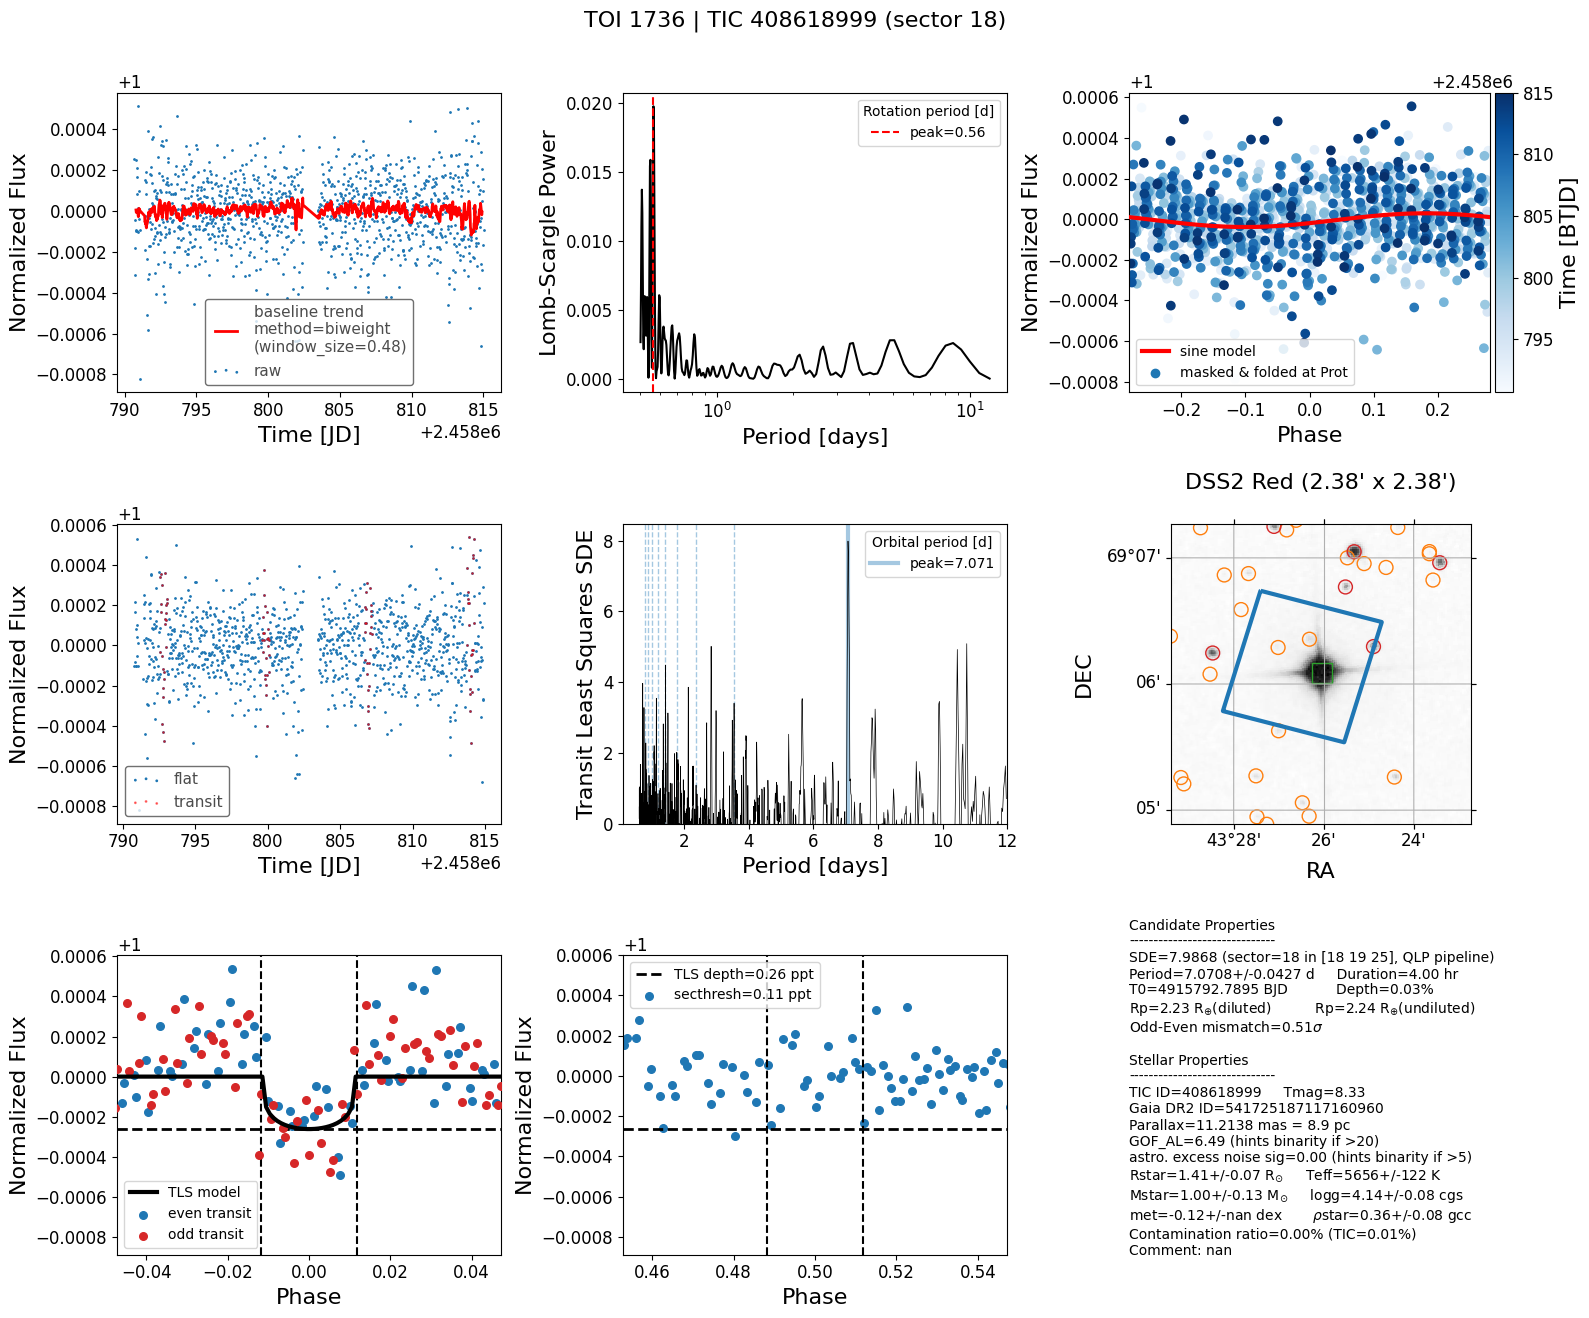 TOI 1736 | TIC 408618999 (sector 18)
+1
Normalized Flux
0.0004
0.0002
0.0000
−0.0002
−0.0004
−0.0006
−0.0008
baseline trend
method=biweight
(window_size=0.48)
raw
790 795 800 805 810 815
Time [JD]
+2.458e6
Lomb-Scargle Power
0.020
0.015
0.010
0.005
0.000
Rotation period [d]
peak=0.56
10⁰ 10¹
Period [days]
+1
+2.458e6
Normalized Flux
0.0006
0.0004
0.0002
0.0000
−0.0002
−0.0004
−0.0006
−0.0008
sine model
masked & folded at Prot
−0.2 −0.1 0.0 0.1 0.2
Phase
815
810
805
800
795
Time [BTJD]
+1
Normalized Flux
0.0006
0.0004
0.0002
0.0000
−0.0002
−0.0004
−0.0006
−0.0008
flat
transit
790 795 800 805 810 815
Time [JD]
+2.458e6
Transit Least Squares SDE
8
6
4
2
0
Orbital period [d]
peak=7.071
2 4 6 8 10 12
Period [days]
DSS2 Red (2.38' x 2.38')
DEC
69°07'
06'
05'
43°28' 26' 24'
RA
+1
Normalized Flux
0.0006
0.0004
0.0002
0.0000
−0.0002
−0.0004
−0.0006
−0.0008
TLS model
even transit
odd transit
−0.04 −0.02 0.00 0.02 0.04
Phase
+1
Normalized Flux
0.0006
0.0004
0.0002
0.0000
−0.0002
−0.0004
−0.0006
−0.0008
TLS depth=0.26 ppt
secthresh=0.11 ppt
0.46 0.48 0.50 0.52 0.54
Phase
Candidate Properties
------------------------------
SDE=7.9868 (sector=18 in [18 19 25], QLP pipeline)
Period=7.0708+/-0.0427 d Duration=4.00 hr
T0=4915792.7895 BJD Depth=0.03%
Rp=2.23 R⊕(diluted) Rp=2.24 R⊕(undiluted)
Odd-Even mismatch=0.51σ
Stellar Properties
------------------------------
TIC ID=408618999 Tmag=8.33
Gaia DR2 ID=541725187117160960
Parallax=11.2138 mas = 8.9 pc
GOF_AL=6.49 (hints binarity if >20)
astro. excess noise sig=0.00 (hints binarity if >5)
Rstar=1.41+/-0.07 R⊙ Teff=5656+/-122 K
Mstar=1.00+/-0.13 M⊙ logg=4.14+/-0.08 cgs
met=-0.12+/-nan dex ρstar=0.36+/-0.08 gcc
Contamination ratio=0.00% (TIC=0.01%)
Comment: nan